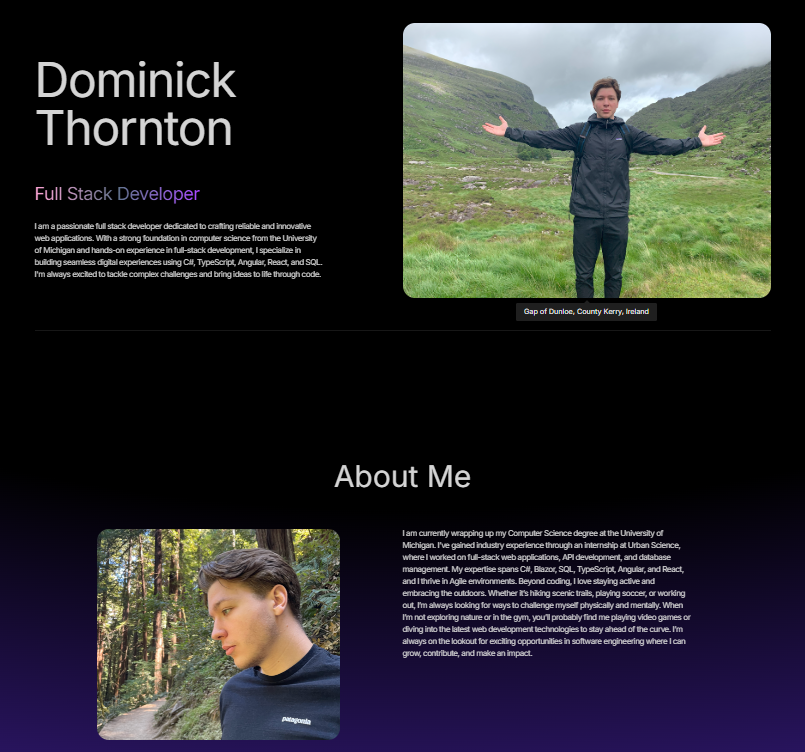 Dominick
Thornton
Full Stack Developer
I am a passionate full stack developer dedicated to crafting reliable and innovative
web applications. With a strong foundation in computer science from the University
of Michigan and hands-on experience in full-stack development, I specialize in
building seamless digital experiences using C#, TypeScript, Angular, React, and SQL.
I'm always excited to tackle complex challenges and bring ideas to life through code.
Gap of Dunloe, County Kerry, Ireland
About Me
patagonia
I am currently wrapping up my Computer Science degree at the University of
Michigan. I've gained industry experience through an internship at Urban Science,
where I worked on full-stack web applications, API development, and database
management. My expertise spans C#, Blazor, SQL, TypeScript, Angular, and React,
and I thrive in Agile environments. Beyond coding, I love staying active and
embracing the outdoors. Whether it's hiking scenic trails, playing soccer, or working
out, I'm always looking for ways to challenge myself physically and mentally. When
I'm not exploring nature or in the gym, you'll probably find me playing video games or
diving into the latest web development technologies to stay ahead of the curve. I'm
always on the lookout for exciting opportunities in software engineering where I can
grow, contribute, and make an impact.